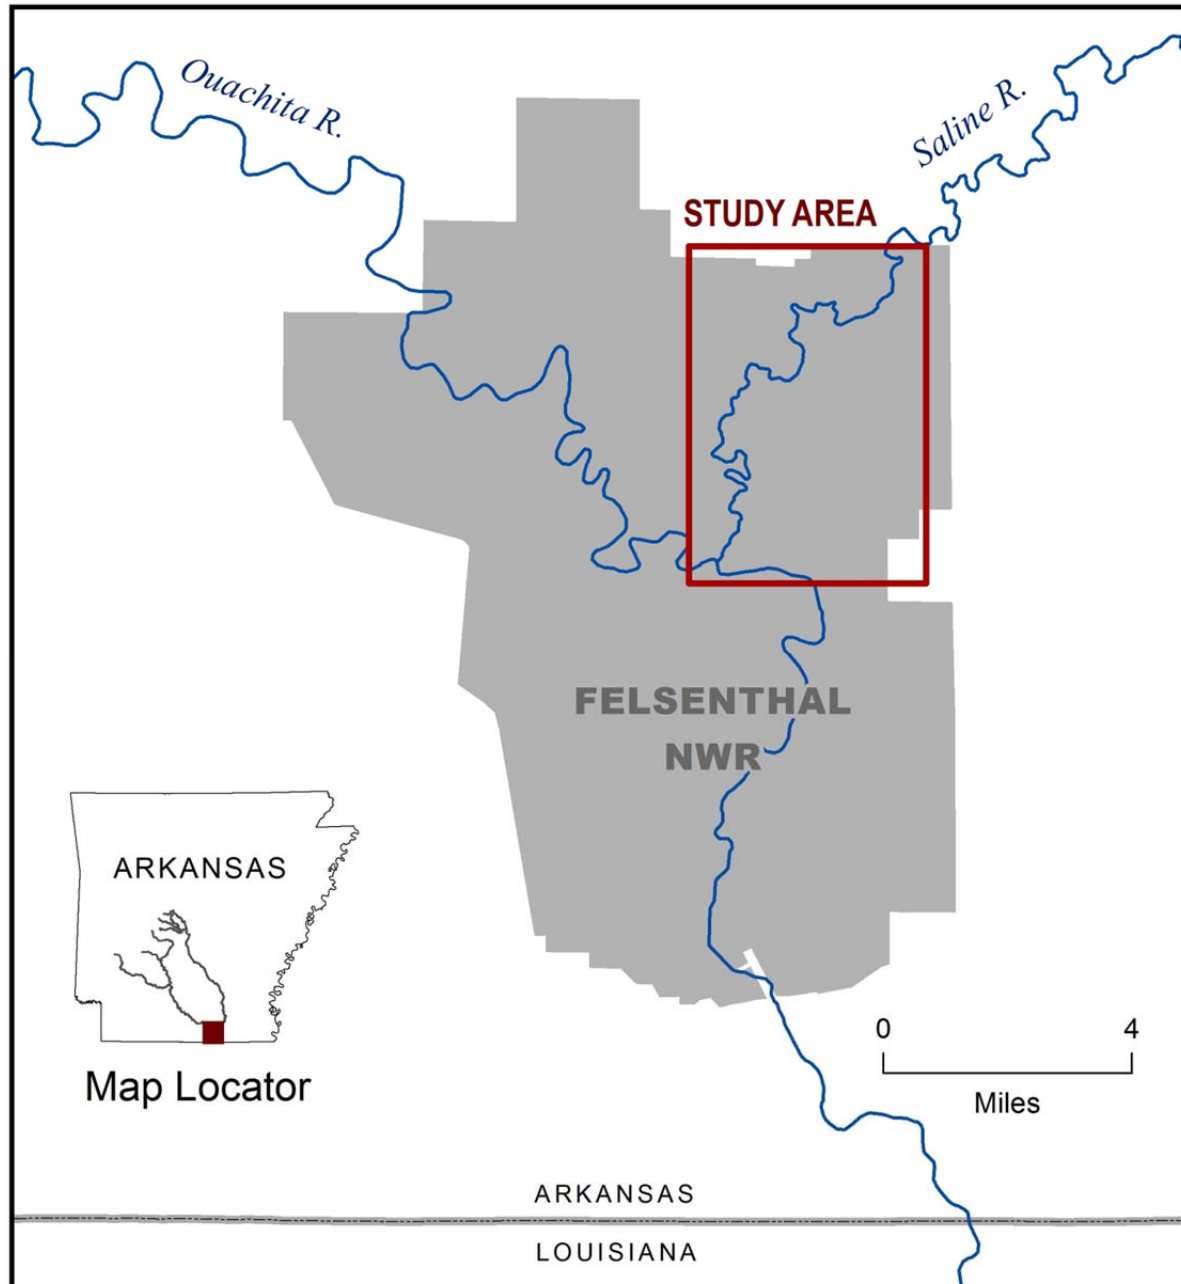 Ouachita R.
Saline R.
STUDY AREA
FELSENTHAL
NWR
ARKANSAS
Map Locator
0 4
Miles
ARKANSAS
LOUISIANA